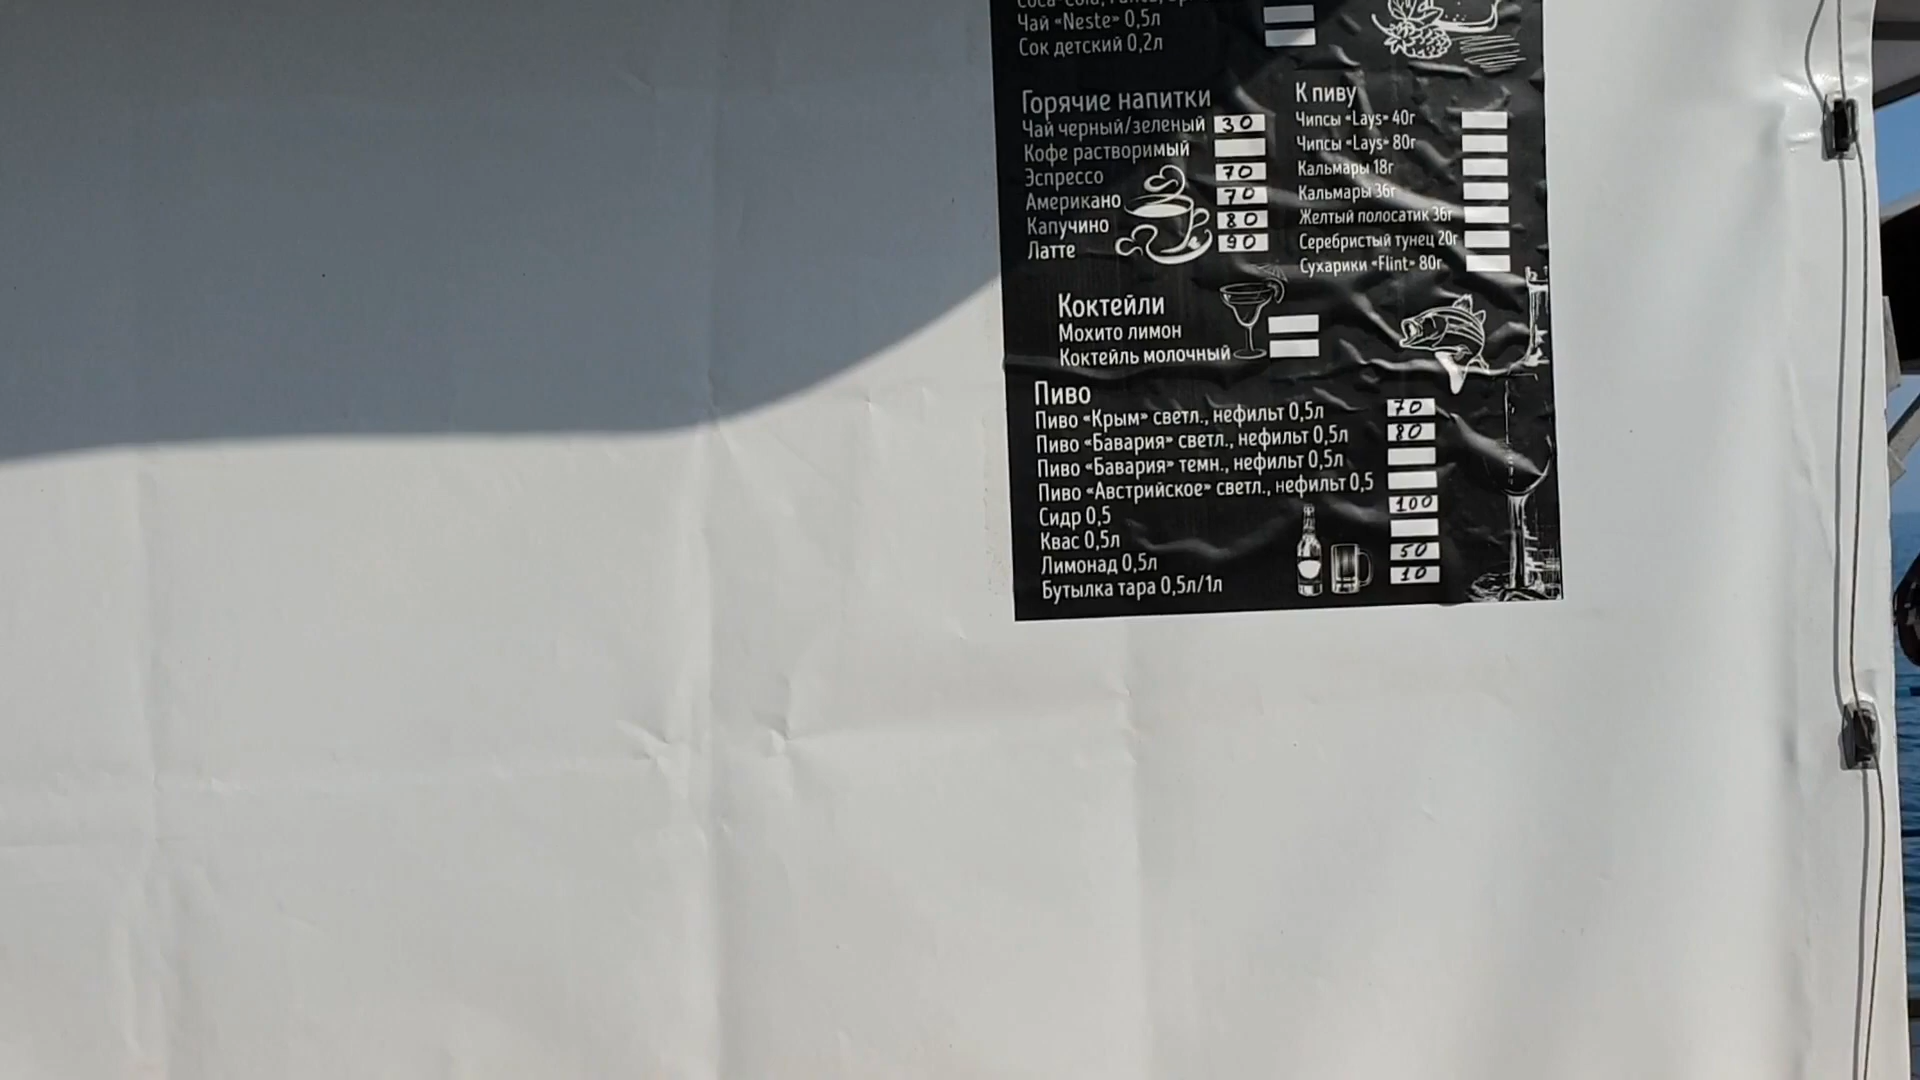 Чай «Neste» 0,5л
Сок детский 0,2л
Горячие напитки
Чай черный/зеленый 30
Кофе растворимый
Эспрессо 70
Американо 70
Капучино 80
Латте 90
К пиву
Чипсы «Lays» 40г
Чипсы «Lays» 80г
Кальмары 18г
Кальмары 36г
Желтый полосатик 36г
Серебристый тунец 20г
Сухарики «Flint» 80г
Коктейли
Мохито лимон
Коктейль молочный
Пиво
Пиво «Крым» светл., нефильт 0,5л 70
Пиво «Бавария» светл., нефильт 0,5л 80
Пиво «Бавария» темн., нефильт 0,5л
Пиво «Австрийское» светл., нефильт 0,5
Сидр 0,5 100
Квас 0,5л
Лимонад 0,5л 50
Бутылка тара 0,5л/1л 10